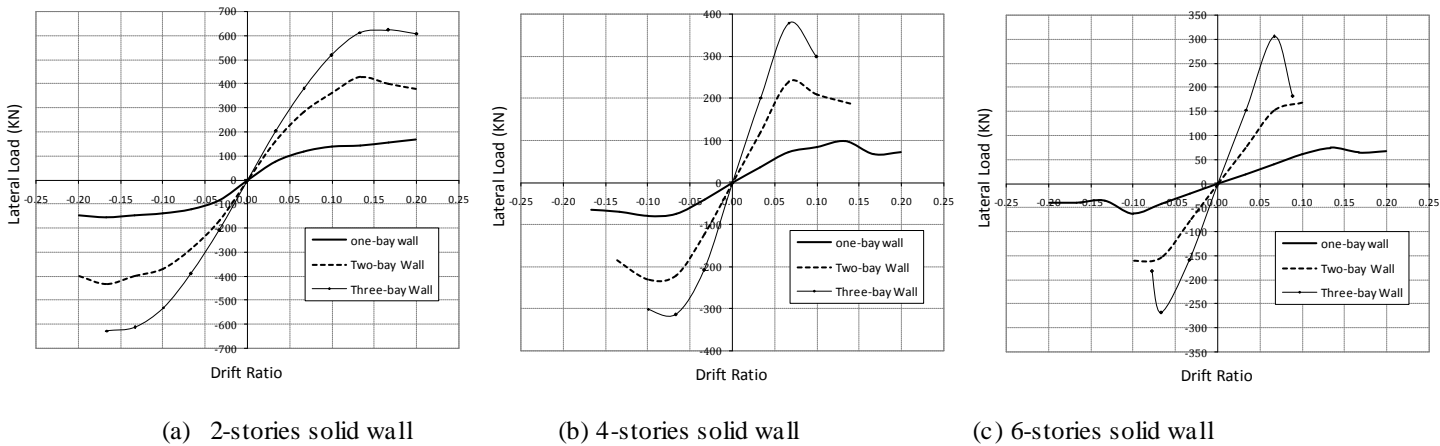 700
600
500
400
300
200
100
0
-100
-200
-300
-400
-500
-600
-700
-0.25 -0.20 -0.15 -0.10 -0.05 0.00 0.05 0.10 0.15 0.20 0.25
Lateral Load (KN)
Drift Ratio
one-bay wall
Two-bay Wall
Three-bay Wall
(a) 2-stories solid wall
400
300
200
100
0
-100
-200
-300
-400
-0.25 -0.20 -0.15 -0.10 -0.05 0.00 0.05 0.10 0.15 0.20 0.25
Lateral Load (KN)
Drift Ratio
one-bay wall
Two-bay Wall
Three-bay Wall
(b) 4-stories solid wall
350
300
250
200
150
100
50
0
-50
-100
-150
-200
-250
-300
-350
-0.25 -0.20 -0.15 -0.10 -0.05 0.00 0.05 0.10 0.15 0.20 0.25
Lateral Load (KN)
Drift Ratio
one-bay wall
Two-bay Wall
Three-bay Wall
(c) 6-stories solid wall